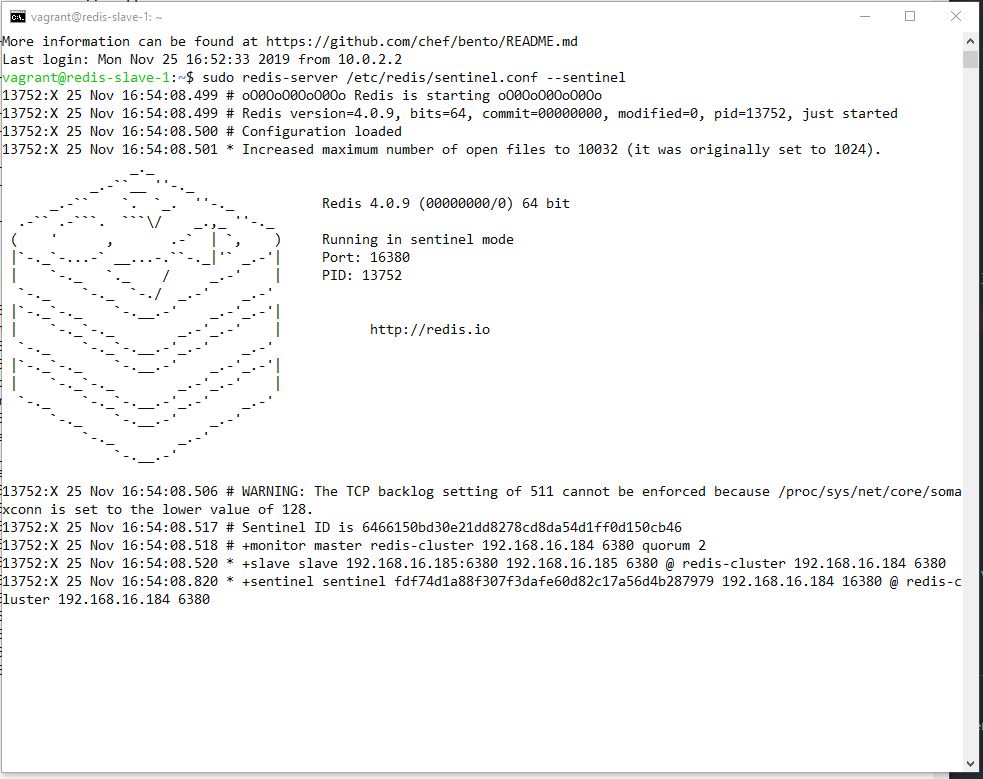 vagrant@redis-slave-1: ~
More information can be found at https://github.com/chef/bento/README.md
Last login: Mon Nov 25 16:52:33 2019 from 10.0.2.2
vagrant@redis-slave-1:~$ sudo redis-server /etc/redis/sentinel.conf --sentinel
13752:X 25 Nov 16:54:08.499 # oO0OoO0OoO0Oo Redis is starting oO0OoO0OoO0Oo
13752:X 25 Nov 16:54:08.499 # Redis version=4.0.9, bits=64, commit=00000000, modified=0, pid=13752, just started
13752:X 25 Nov 16:54:08.500 # Configuration loaded
13752:X 25 Nov 16:54:08.501 * Increased maximum number of open files to 10032 (it was originally set to 1024).
Redis 4.0.9 (00000000/0) 64 bit
Running in sentinel mode
Port: 16380
PID: 13752
http://redis.io
13752:X 25 Nov 16:54:08.506 # WARNING: The TCP backlog setting of 511 cannot be enforced because /proc/sys/net/core/soma
xconn is set to the lower value of 128.
13752:X 25 Nov 16:54:08.517 # Sentinel ID is 6466150bd30e21dd8278cd8da54d1ff0d150cb46
13752:X 25 Nov 16:54:08.518 # +monitor master redis-cluster 192.168.16.184 6380 quorum 2
13752:X 25 Nov 16:54:08.520 * +slave slave 192.168.16.185:6380 192.168.16.185 6380 @ redis-cluster 192.168.16.184 6380
13752:X 25 Nov 16:54:08.820 * +sentinel sentinel fdf74d1a88f307f3dafe60d82c17a56d4b287979 192.168.16.184 16380 @ redis-c
luster 192.168.16.184 6380